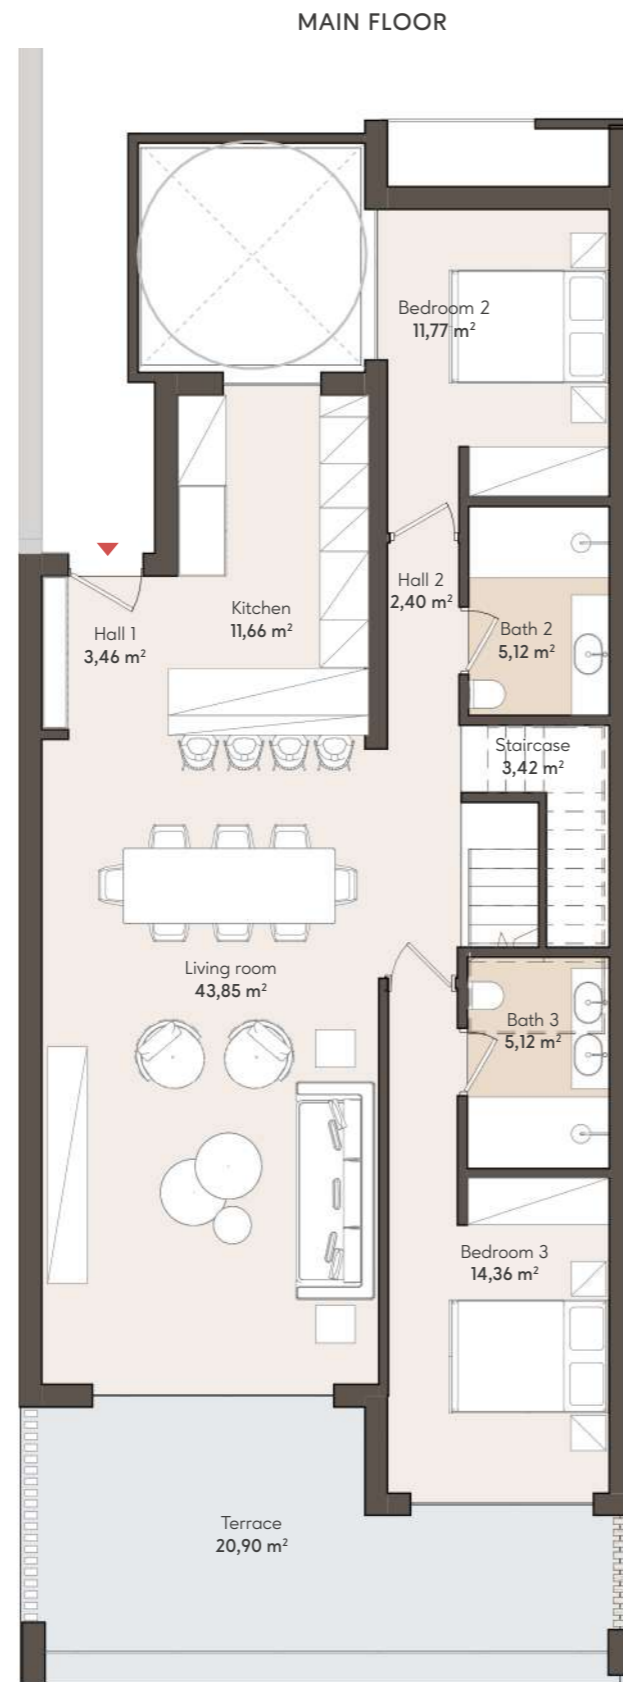 MAIN FLOOR
Bedroom 2
11,77 m²
Hall 2
2,40 m²
Kitchen
11,66 m²
Hall 1
3,46 m²
Bath 2
5,12 m²
Staircase
3,42 m²
Living room
43,85 m²
Bath 3
5,12 m²
Bedroom 3
14,36 m²
Terrace
20,90 m²